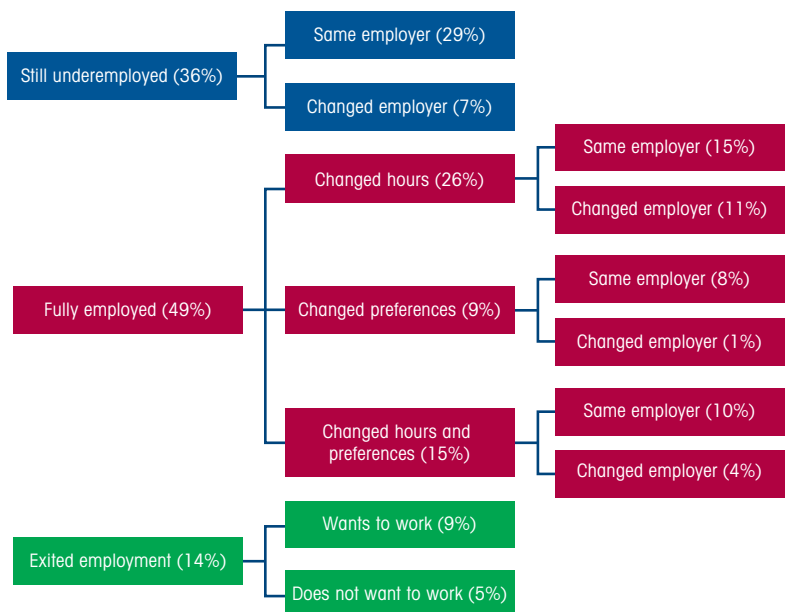 Still underemployed (36%)
Same employer (29%)
Changed employer (7%)
Fully employed (49%)
Changed hours (26%)
Same employer (15%)
Changed employer (11%)
Changed preferences (9%)
Same employer (8%)
Changed employer (1%)
Changed hours and
preferences (15%)
Same employer (10%)
Changed employer (4%)
Exited employment (14%)
Wants to work (9%)
Does not want to work (5%)